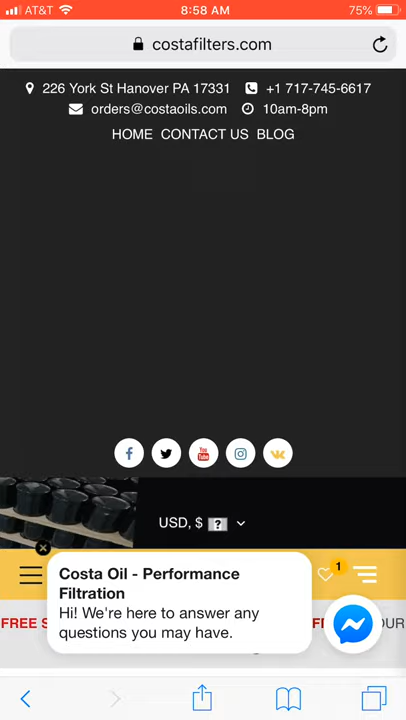 AT&T 8:58 AM 75%
costafilters.com
226 York St Hanover PA 17331 +1 717-745-6617
orders@costaoils.com 10am-8pm
HOME CONTACT US BLOG
f You Tube
USD, $ ?
1
Costa Oil - Performance
Filtration
Hi! We're here to answer any
questions you may have.
FREE
OUR